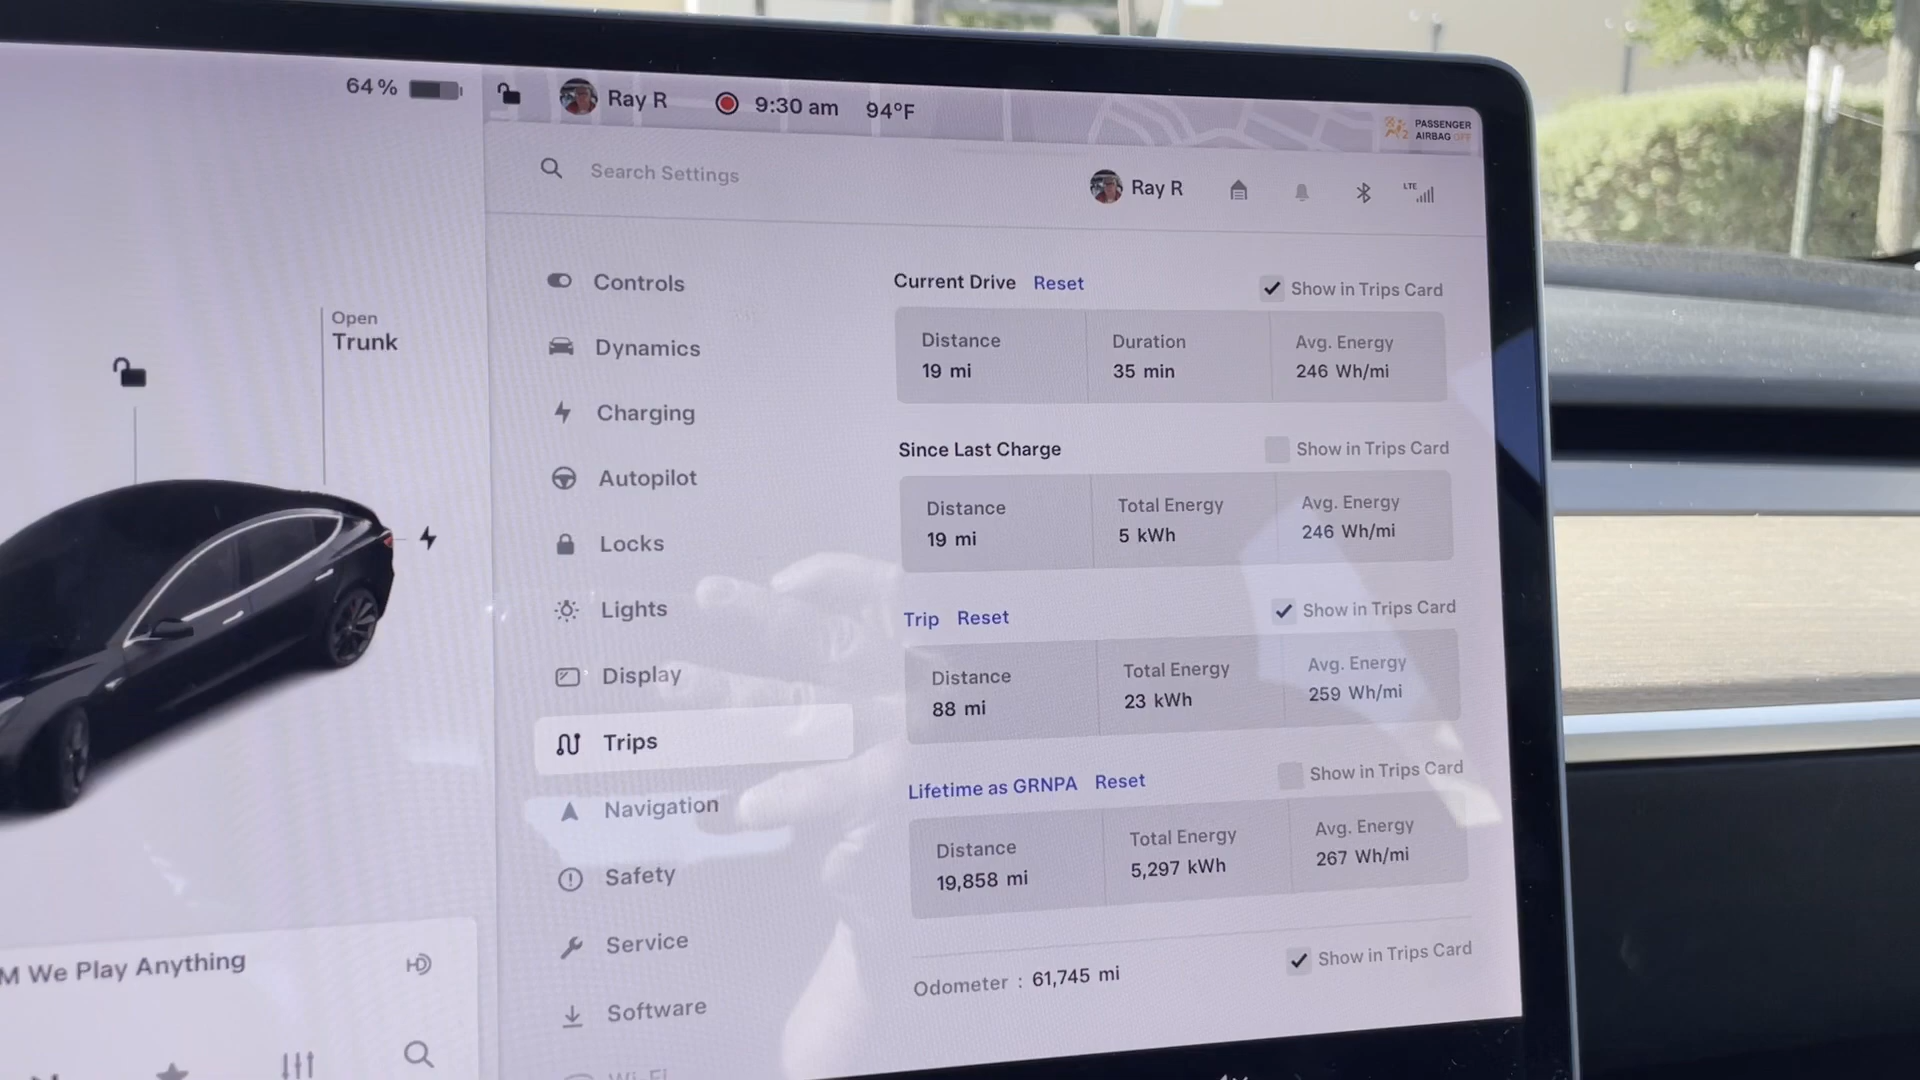 64%
Ray R
9:30 am
94°F
PASSENGER
AIRBAG OFF
Search Settings
Ray R
LTE
Open
Trunk
M We Play Anything
HD
Controls
Dynamics
Charging
Autopilot
Locks
Lights
Display
Trips
Navigation
Safety
Service
Software
Wi-Fi
Current Drive Reset
Show in Trips Card
Distance
19 mi
Duration
35 min
Avg. Energy
246 Wh/mi
Since Last Charge
Show in Trips Card
Distance
19 mi
Total Energy
5 kWh
Avg. Energy
246 Wh/mi
Trip Reset
Show in Trips Card
Distance
88 mi
Total Energy
23 kWh
Avg. Energy
259 Wh/mi
Lifetime as GRNPA Reset
Show in Trips Card
Distance
19,858 mi
Total Energy
5,297 kWh
Avg. Energy
267 Wh/mi
Odometer : 61,745 mi
Show in Trips Card